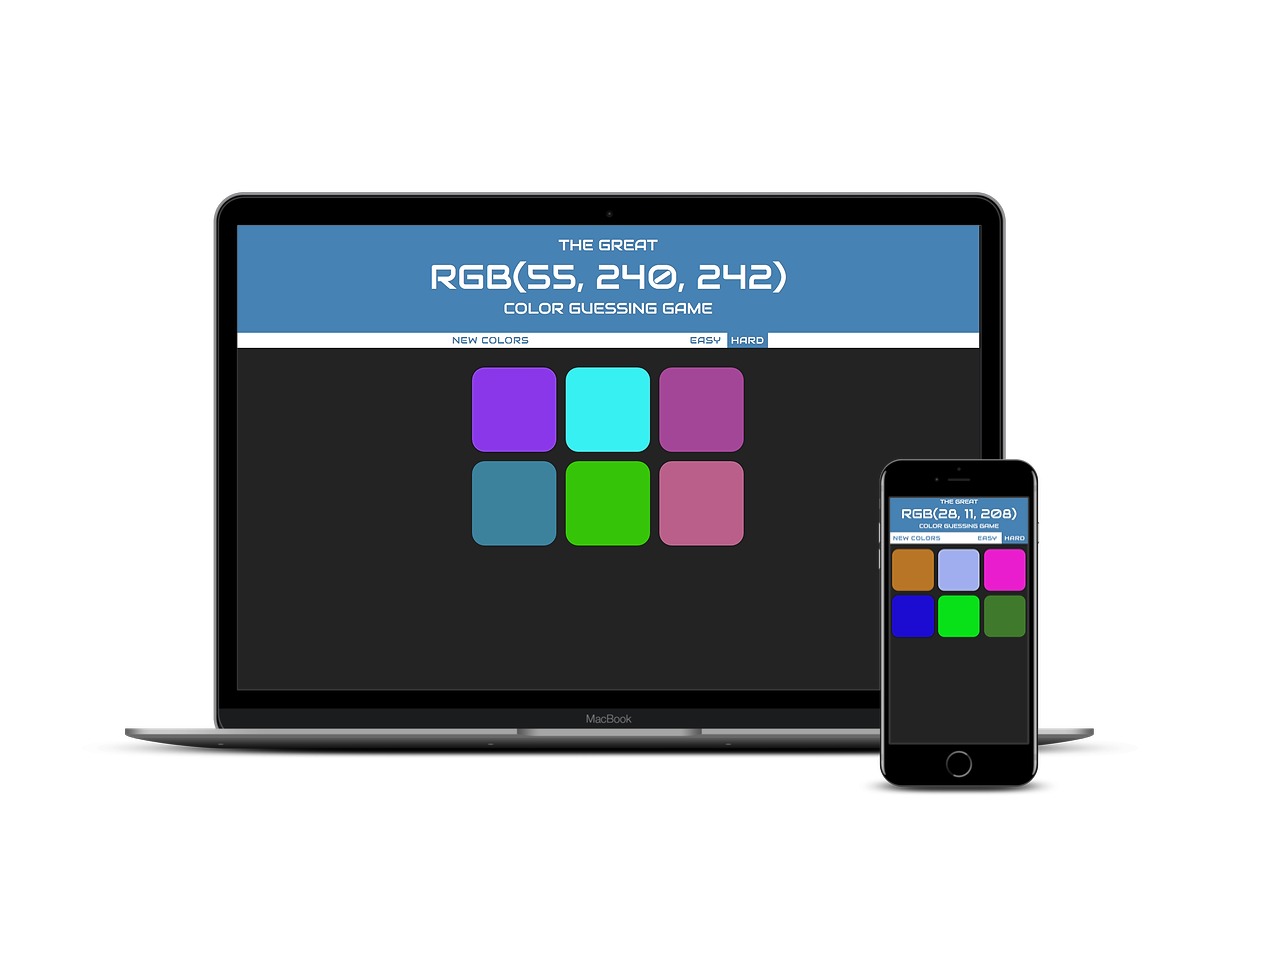 THE GREAT
RGB(55, 240, 242)
COLOR GUESSING GAME
NEW COLORS EASY HARD
MacBook
THE GREAT
RGB(28, 11, 208)
COLOR GUESSING GAME
NEW COLORS EASY HARD